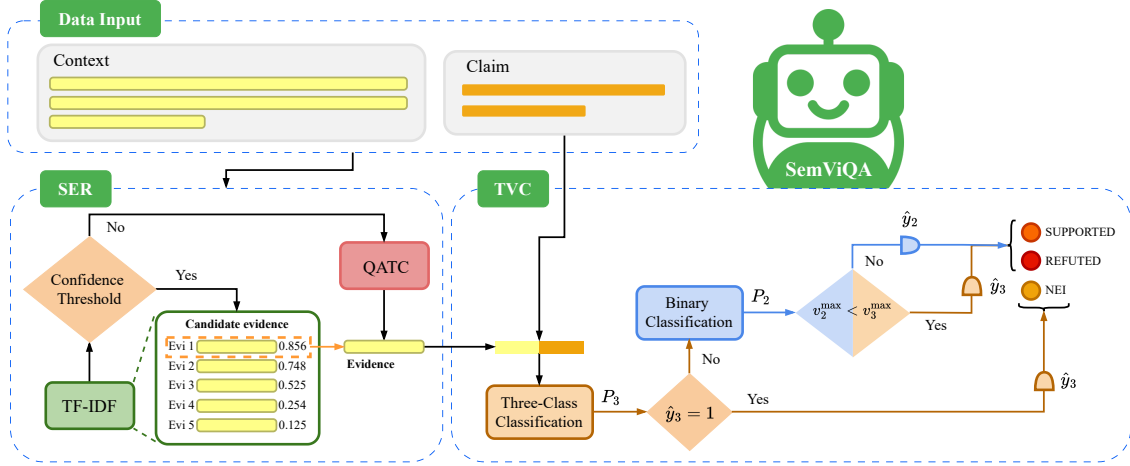 Data Input
Context
Claim
SemViQA
SER
TVC
No
Confidence
Threshold
Yes
QATC
Candidate evidence
Evi 1 0.856
Evi 2 0.748
Evi 3 0.525
Evi 4 0.254
Evi 5 0.125
TF-IDF
Evidence
Three-Class
Classification
P₃
ŷ₃ = 1
No
Yes
Binary
Classification
P₂
v₂ᵐᵃˣ < v₃ᵐᵃˣ
No
Yes
ŷ₂
ŷ₃
ŷ₃
SUPPORTED
REFUTED
NEI